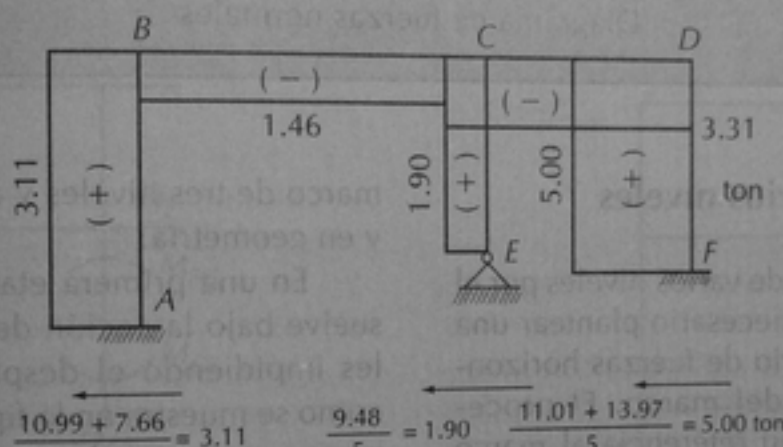 B C D
(-) (-)
1.46 3.31
3.11 (+) 1.90 (+) 5.00 (+) ton
E F
A
10.99 + 7.66 = 3.11 9.48 = 1.90 11.01 + 13.97 = 5.00 ton
5 5